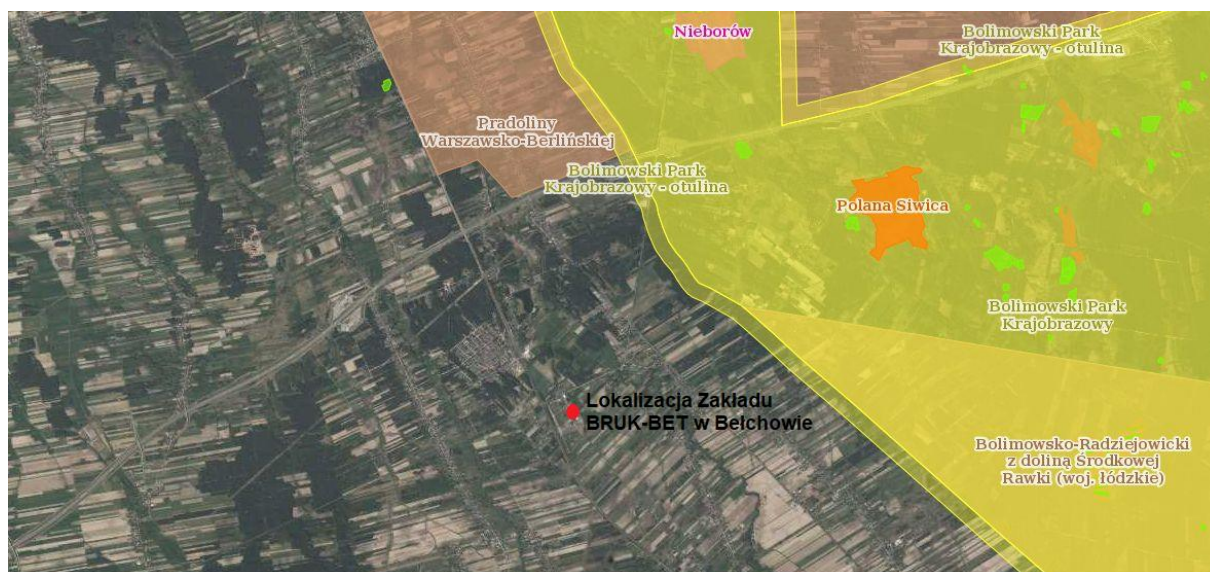 Nieborów
Bolimowski Park
Krajobrazowy - otulina
Pradoliny
Warszawsko-Berlińskiej
Bolimowski Park
Krajobrazowy - otulina
Polana Siwica
Bolimowski Park
Krajobrazowy
Lokalizacja Zakładu
BRUK-BET w Bełchowie
Bolimowsko-Radziejowicki
z doliną Środkowej
Rawki (woj. łódzkie)